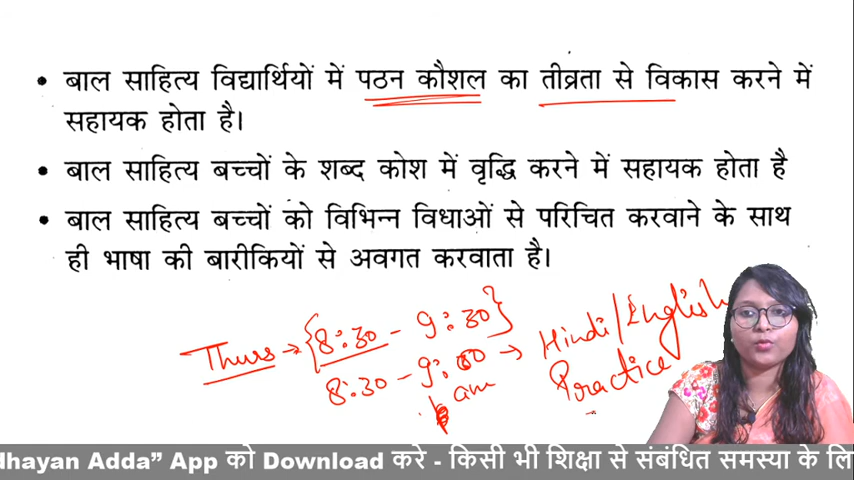 • बाल साहित्य विद्यार्थियों में पठन कौशल का तीव्रता से विकास करने में
सहायक होता है।
• बाल साहित्य बच्चों के शब्द कोश में वृद्धि करने में सहायक होता है
• बाल साहित्य बच्चों को विभिन्न विधाओं से परिचित करवाने के साथ
ही भाषा की बारीकियों से अवगत करवाता है।
Thurs → {8:30 - 9:30}
8:30 - 9:00 → Hindi/English
am Practice
dhayan Adda” App को Download करे - किसी भी शिक्षा से संबंधित समस्या के लि